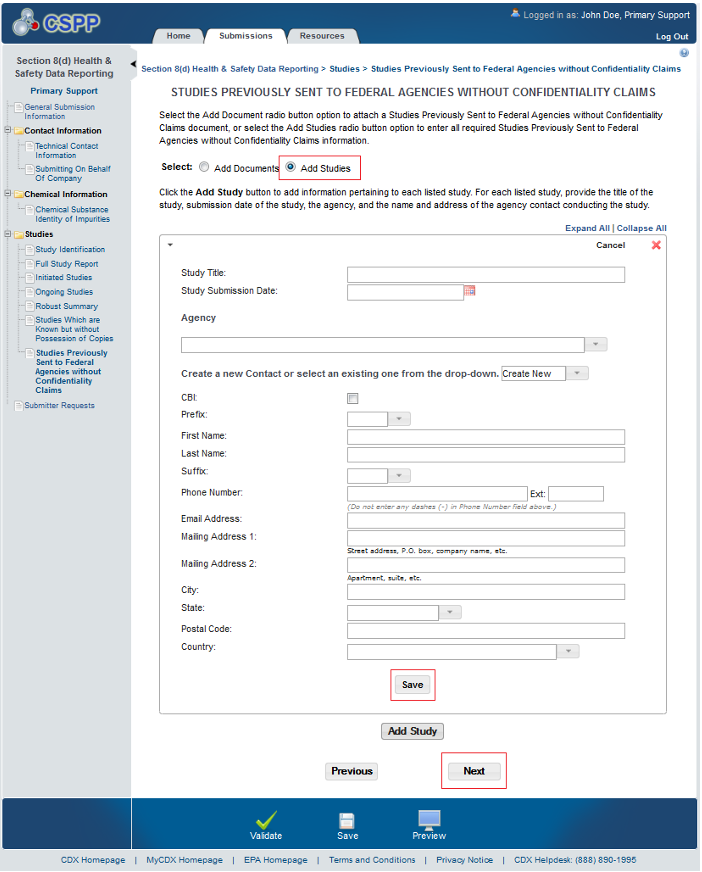 CSPP
Logged in as: John Doe, Primary Support
Home
Submissions
Resources
Log Out
Section 8(d) Health &
Safety Data Reporting
Primary Support
General Submission
Information
Contact Information
Technical Contact
Information
Submitting On Behalf
Of Company
Chemical Information
Chemical Substance
Identity of Impurities
Studies
Study Identification
Full Study Report
Initiated Studies
Ongoing Studies
Robust Summary
Studies Which are
Known but without
Possession of Copies
Studies Previously
Sent to Federal
Agencies without
Confidentiality
Claims
Submitter Requests
Section 8(d) Health & Safety Data Reporting > Studies > Studies Previously Sent to Federal Agencies without Confidentiality Claims
STUDIES PREVIOUSLY SENT TO FEDERAL AGENCIES WITHOUT CONFIDENTIALITY CLAIMS
Select the Add Document radio button option to attach a Studies Previously Sent to Federal Agencies without Confidentiality
Claims document, or select the Add Studies radio button option to enter all required Studies Previously Sent to Federal
Agencies without Confidentiality Claims information.
Select: Add Documents Add Studies
Click the Add Study button to add information pertaining to each listed study. For each listed study, provide the title of the
study, submission date of the study, the agency, and the name and address of the agency contact conducting the study.
Expand All | Collapse All
Cancel
Study Title:
Study Submission Date:
Agency
Create a new Contact or select an existing one from the drop-down. Create New
CBI:
Prefix:
First Name:
Last Name:
Suffix:
Phone Number: Ext:
(Do not enter any dashes (-) in Phone Number field above.)
Email Address:
Mailing Address 1:
Street address, P.O. box, company name, etc.
Mailing Address 2:
Apartment, suite, etc.
City:
State:
Postal Code:
Country:
Save
Add Study
Previous
Next
Validate
Save
Preview
CDX Homepage | MyCDX Homepage | EPA Homepage | Terms and Conditions | Privacy Notice | CDX Helpdesk: (888) 890-1995